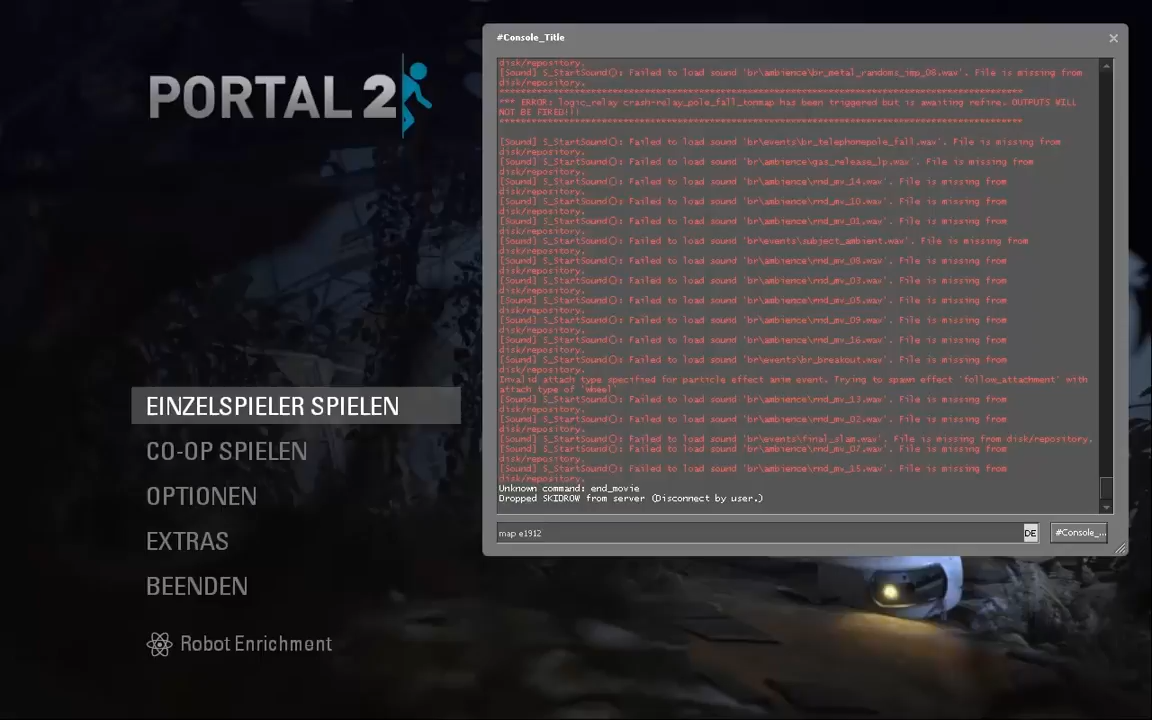 PORTAL 2
EINZELSPIELER SPIELEN
CO-OP SPIELEN
OPTIONEN
EXTRAS
BEENDEN
Robot Enrichment
#Console_Title
disk/repository.
[Sound] S_StartSound(): Failed to load sound 'br\ambience\br_metal_randoms_imp_08.wav'. File is missing from
disk/repository.
*** ERROR: logic_relay crash-relay_pole_fall_tonmap has been triggered but is awaiting refire. OUTPUTS WILL
NOT BE FIRED!!!
[Sound] S_StartSound(): Failed to load sound 'br\events\br_telephonepole_fall.wav'. File is missing from
disk/repository.
[Sound] S_StartSound(): Failed to load sound 'br\ambience\gas_release_lp.wav'. File is missing from
disk/repository.
[Sound] S_StartSound(): Failed to load sound 'br\ambience\rnd_mv_14.wav'. File is missing from
disk/repository.
[Sound] S_StartSound(): Failed to load sound 'br\ambience\rnd_mv_10.wav'. File is missing from
disk/repository.
[Sound] S_StartSound(): Failed to load sound 'br\ambience\rnd_mv_01.wav'. File is missing from
disk/repository.
[Sound] S_StartSound(): Failed to load sound 'br\events\subject_ambient.wav'. File is missing from
disk/repository.
[Sound] S_StartSound(): Failed to load sound 'br\ambience\rnd_mv_08.wav'. File is missing from
disk/repository.
[Sound] S_StartSound(): Failed to load sound 'br\ambience\rnd_mv_03.wav'. File is missing from
disk/repository.
[Sound] S_StartSound(): Failed to load sound 'br\ambience\rnd_mv_05.wav'. File is missing from
disk/repository.
[Sound] S_StartSound(): Failed to load sound 'br\ambience\rnd_mv_09.wav'. File is missing from
disk/repository.
[Sound] S_StartSound(): Failed to load sound 'br\ambience\rnd_mv_16.wav'. File is missing from
disk/repository.
[Sound] S_StartSound(): Failed to load sound 'br\events\br_breakout.wav'. File is missing from
disk/repository.
Invalid attach type specified for particle effect anim event. Trying to spawn effect 'follow_attachment' with
attach type of 'wheel'
[Sound] S_StartSound(): Failed to load sound 'br\ambience\rnd_mv_13.wav'. File is missing from
disk/repository.
[Sound] S_StartSound(): Failed to load sound 'br\ambience\rnd_mv_02.wav'. File is missing from
disk/repository.
[Sound] S_StartSound(): Failed to load sound 'br\events\final_slam.wav'. File is missing from disk/repository.
[Sound] S_StartSound(): Failed to load sound 'br\ambience\rnd_mv_07.wav'. File is missing from
disk/repository.
[Sound] S_StartSound(): Failed to load sound 'br\ambience\rnd_mv_15.wav'. File is missing from
disk/repository.
Unknown command: end_movie
Dropped SKIDROW from server (Disconnect by user.)
map e1912
DE
#Console_...